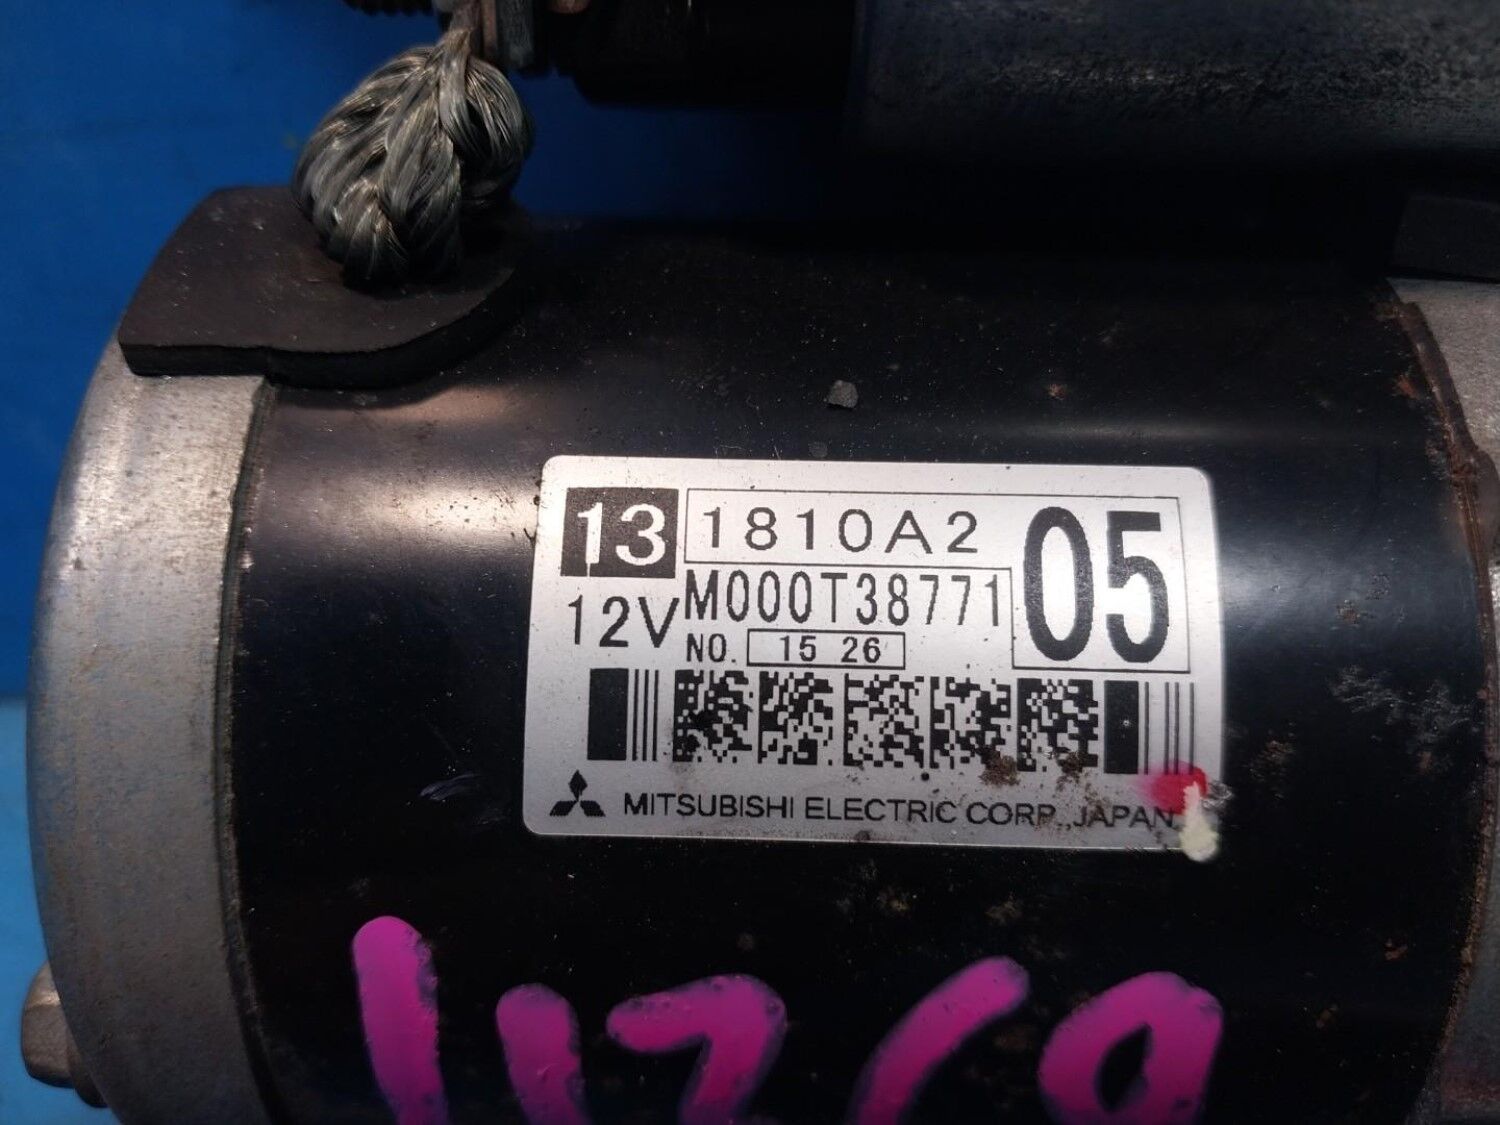 13 1810A2 05
12V M000T38771
NO. 15 26
MITSUBISHI ELECTRIC CORP., JAPAN